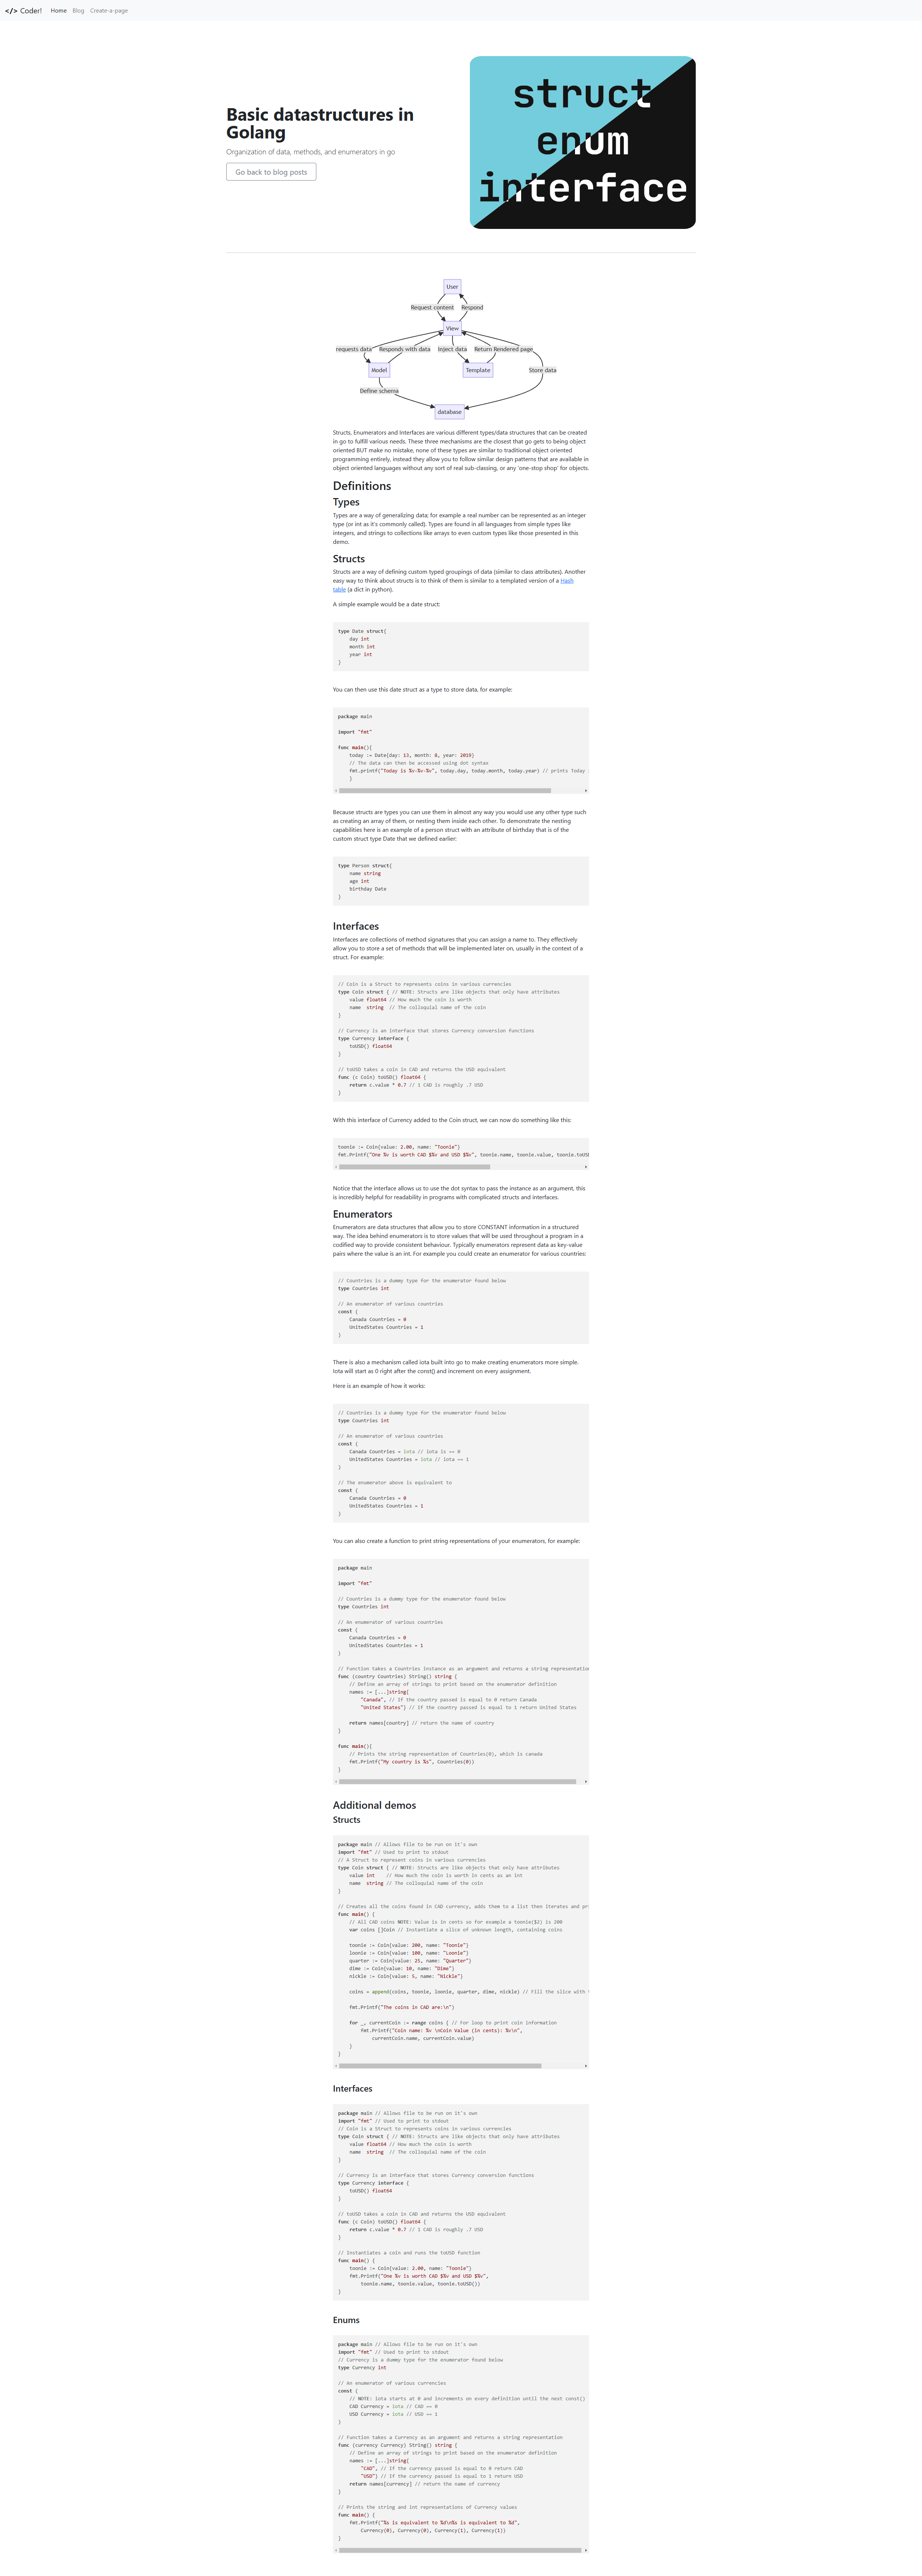 </> Coder! Home Blog Create-a-page
Basic datastructures in
Golang
Organization of data, methods, and enumerators in go
Go back to blog posts
struct
enum
interface
User
Request content Respond
View
requests data Responds with data Inject data Return Rendered page
Model Template Store data
Define schema
database
Structs, Enumerators and Interfaces are various different types/data structures that can be created
in go to fulfill various needs. These three mechanisms are the closest that go gets to being object
oriented BUT make no mistake, none of these types are similar to traditional object oriented
programming entirely, instead they allow you to follow similar design patterns that are available in
object oriented languages without any sort of real sub-classing, or any 'one-stop shop' for objects.
Definitions
Types
Types are a way of generalizing data; for example a real number can be represented as an integer
type (or int as it's commonly called). Types are found in all languages from simple types like
integers, and strings to collections like arrays to even custom types like those presented in this
demo.
Structs
Structs are a way of defining custom typed groupings of data (similar to class attributes). Another
easy way to think about structs is to think of them is similar to a templated version of a Hash
table (a dict in python).
A simple example would be a date struct:
type Date struct{
day int
month int
year int
}
You can then use this date struct as a type to store data, for example:
package main
import "fmt"
func main(){
today := Date{day: 13, month: 8, year: 2019}
// The data can then be accessed using dot syntax
fmt.printf("Today is %v-%v-%v", today.day, today.month, today.year) // prints Today
}
Because structs are types you can use them in almost any way you would use any other type such
as creating an array of them, or nesting them inside each other. To demonstrate the nesting
capabilities here is an example of a person struct with an attribute of birthday that is of the
custom struct type Date that we defined earlier:
type Person struct{
name string
age int
birthday Date
}
Interfaces
Interfaces are collections of method signatures that you can assign a name to. They effectively
allow you to store a set of methods that will be implemented later on, usually in the context of a
struct. For example:
// Coin is a Struct to represents coins in various currencies
type Coin struct { // NOTE: Structs are like objects that only have attributes
value float64 // How much the coin is worth
name string // The colloquial name of the coin
}
// Currency is an interface that stores Currency conversion functions
type Currency interface {
toUSD() float64
}
// toUSD takes a coin in CAD and returns the USD equivalent
func (c Coin) toUSD() float64 {
return c.value * 0.7 // 1 CAD is roughly .7 USD
}
With this interface of Currency added to the Coin struct, we can now do something like this:
toonie := Coin{value: 2.00, name: "Toonie"}
fmt.Printf("One %v is worth CAD $%v and USD $%v", toonie.name, toonie.value, toonie.toUSD
Notice that the interface allows us to use the dot syntax to pass the instance as an argument, this
is incredibly helpful for readability in programs with complicated structs and interfaces.
Enumerators
Enumerators are data structures that allow you to store CONSTANT information in a structured
way. The idea behind enumerators is to store values that will be used throughout a program in a
codified way to provide consistent behaviour. Typically enumerators represent data as key-value
pairs where the value is an int. For example you could create an enumerator for various countries:
// Countries is a dummy type for the enumerator found below
type Countries int
// An enumerator of various countries
const (
Canada Countries = 0
UnitedStates Countries = 1
)
There is also a mechanism called iota built into go to make creating enumerators more simple.
Iota will start as 0 right after the const() and increment on every assignment.
Here is an example of how it works:
// Countries is a dummy type for the enumerator found below
type Countries int
// An enumerator of various countries
const (
Canada Countries = iota // iota is == 0
UnitedStates Countries = iota // iota == 1
)
// The enumerator above is equivalent to
const (
Canada Countries = 0
UnitedStates Countries = 1
)
You can also create a function to print string representations of your enumerators, for example:
package main
import "fmt"
// Countries is a dummy type for the enumerator found below
type Countries int
// An enumerator of various countries
const (
Canada Countries = 0
UnitedStates Countries = 1
)
// Function takes a Countries instance as an argument and returns a string representation
func (country Countries) String() string {
// Define an array of strings to print based on the enumerator definition
names := [...]string{
"Canada", // If the country passed is equal to 0 return Canada
"United States"} // If the country passed is equal to 1 return United States
return names[country] // return the name of country
}
func main(){
// Prints the string representation of Countries(0), which is canada
fmt.Printf("My country is %s", Countries(0))
}
Additional demos
Structs
package main // Allows file to be run on it's own
import "fmt" // Used to print to stdout
// A Struct to represent coins in various currencies
type Coin struct { // NOTE: Structs are like objects that only have attributes
value int // How much the coin is worth in cents as an int
name string // The colloquial name of the coin
}
// Creates all the coins found in CAD currency, adds them to a list then iterates and pri
func main() {
// All CAD coins NOTE: Value is in cents so for example a toonie($2) is 200
var coins []Coin // Instantiate a slice of unknown length, containing coins
toonie := Coin{value: 200, name: "Toonie"}
loonie := Coin{value: 100, name: "Loonie"}
quarter := Coin{value: 25, name: "Quarter"}
dime := Coin{value: 10, name: "Dime"}
nickle := Coin{value: 5, name: "Nickle"}
coins = append(coins, toonie, loonie, quarter, dime, nickle) // Fill the slice with
fmt.Printf("The coins in CAD are:\n")
for _, currentCoin := range coins { // For loop to print coin information
fmt.Printf("Coin name: %v \nCoin Value (in cents): %v\n",
currentCoin.name, currentCoin.value)
}
}
Interfaces
package main // Allows file to be run on it's own
import "fmt" // Used to print to stdout
// Coin is a Struct to represents coins in various currencies
type Coin struct { // NOTE: Structs are like objects that only have attributes
value float64 // How much the coin is worth
name string // The colloquial name of the coin
}
// Currency is an interface that stores Currency conversion functions
type Currency interface {
toUSD() float64
}
// toUSD takes a coin in CAD and returns the USD equivalent
func (c Coin) toUSD() float64 {
return c.value * 0.7 // 1 CAD is roughly .7 USD
}
// Instantiates a coin and runs the toUSD function
func main() {
toonie := Coin{value: 2.00, name: "Toonie"}
fmt.Printf("One %v is worth CAD $%v and USD $%v",
toonie.name, toonie.value, toonie.toUSD())
}
Enums
package main // Allows file to be run on it's own
import "fmt" // Used to print to stdout
// Currency is a dummy type for the enumerator found below
type Currency int
// An enumerator of various currencies
const (
// NOTE: iota starts at 0 and increments on every definition until the next const()
CAD Currency = iota // CAD == 0
USD Currency = iota // USD == 1
)
// Function takes a Currency as an argument and returns a string representation
func (currency Currency) String() string {
// Define an array of strings to print based on the enumerator definition
names := [...]string{
"CAD", // If the currency passed is equal to 0 return CAD
"USD"} // If the currency passed is equal to 1 return USD
return names[currency] // return the name of currency
}
// Prints the string and int representations of Currency values
func main() {
fmt.Printf("%s is equivalent to %d\n%s is equivalent to %d",
Currency(0), Currency(0), Currency(1), Currency(1))
}